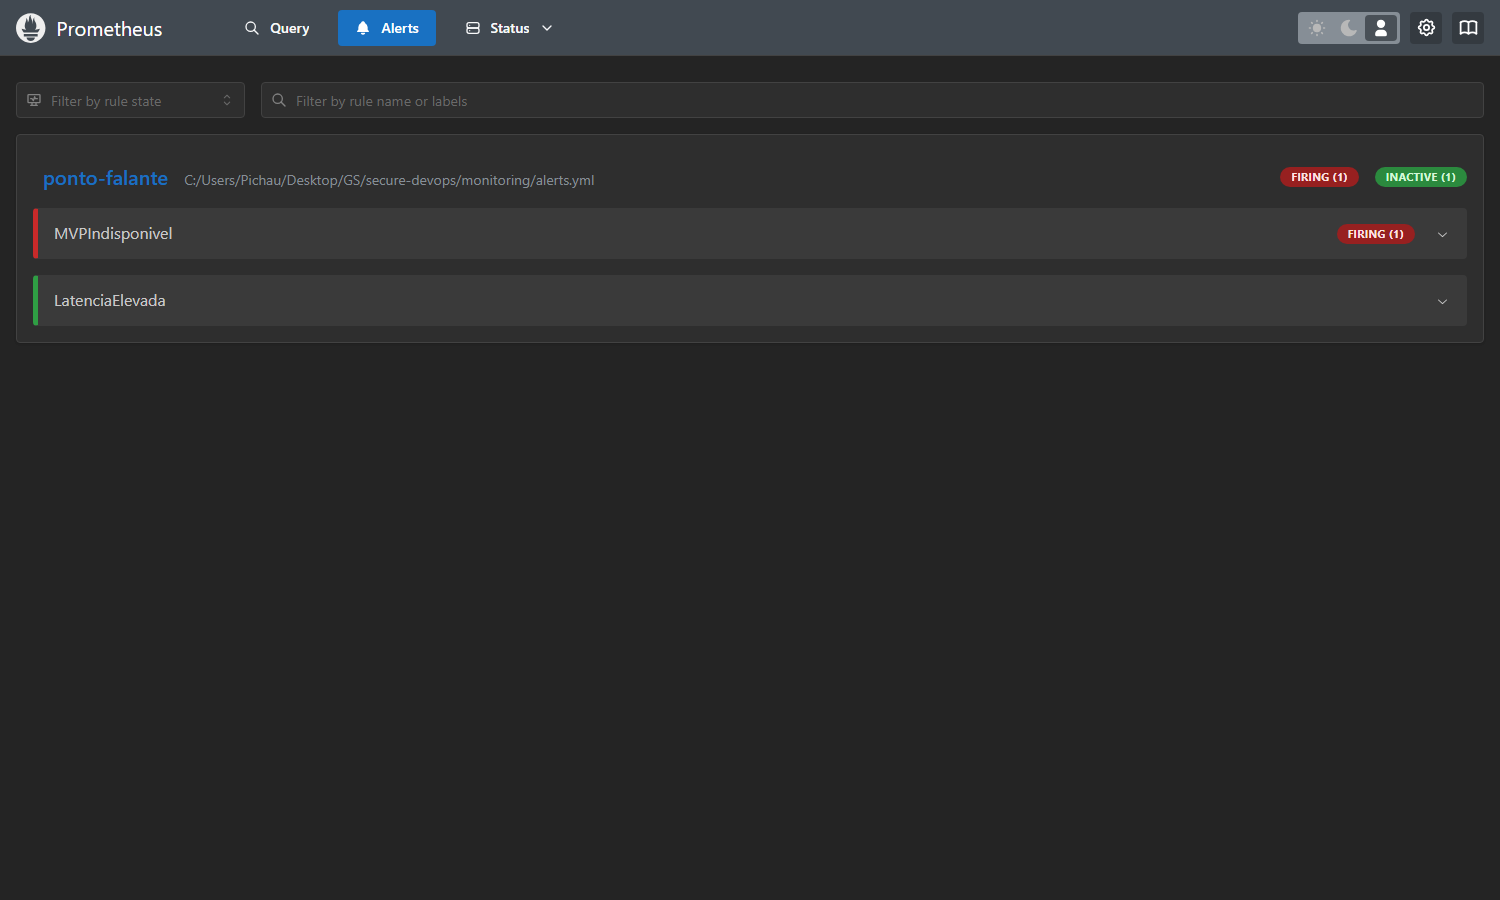 Prometheus Query Alerts Status
Filter by rule state Filter by rule name or labels
ponto-falante C:/Users/Pichau/Desktop/GS/secure-devops/monitoring/alerts.yml FIRING (1) INACTIVE (1)
MVPIndisponivel FIRING (1)
LatenciaElevada